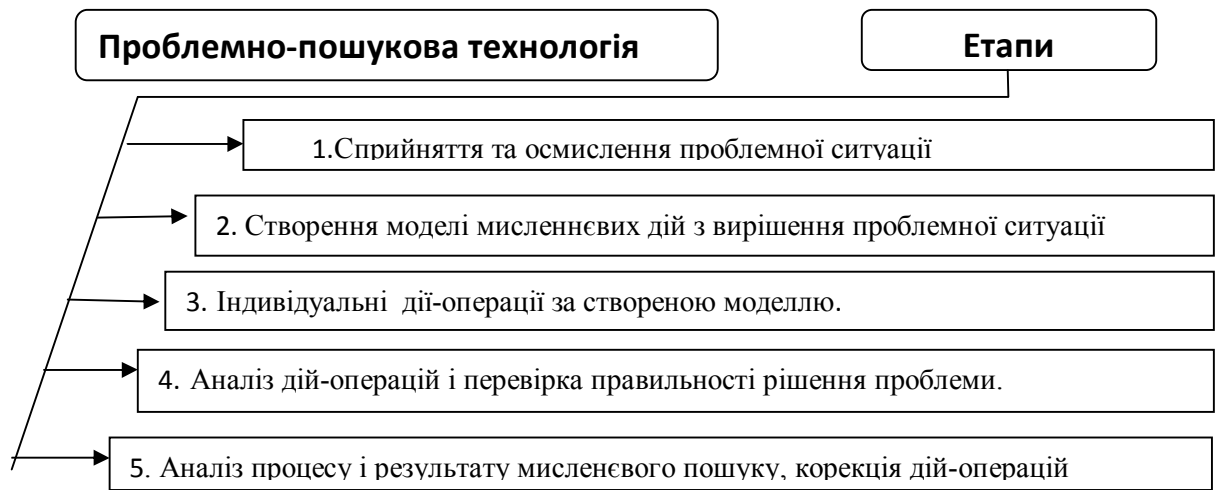 Проблемно-пошукова технологія
Етапи
1.Сприйняття та осмислення проблемної ситуації
2. Створення моделі мисленнєвих дій з вирішення проблемної ситуації
3. Індивідуальні дії-операції за створеною моделлю.
4. Аналіз дій-операцій і перевірка правильності рішення проблеми.
5. Аналіз процесу і результату мисленєвого пошуку, корекція дій-операцій